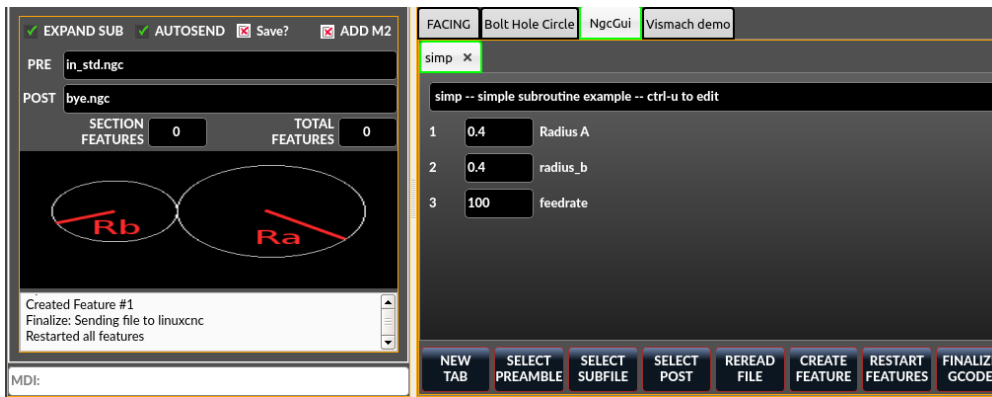 EXPAND SUB AUTOSEND Save? ADD M2
PRE in_std.ngc
POST bye.ngc
SECTION FEATURES 0 TOTAL FEATURES 0
Rb Ra
Created Feature #1
Finalize: Sending file to linuxcnc
Restarted all features
MDI:
FACING Bolt Hole Circle NgcGui Vismach demo
simp ×
simp -- simple subroutine example -- ctrl-u to edit
1 0.4 Radius A
2 0.4 radius_b
3 100 feedrate
NEW TAB SELECT PREAMBLE SELECT SUBFILE SELECT POST REREAD FILE CREATE FEATURE RESTART FEATURES FINALIZ GCODE